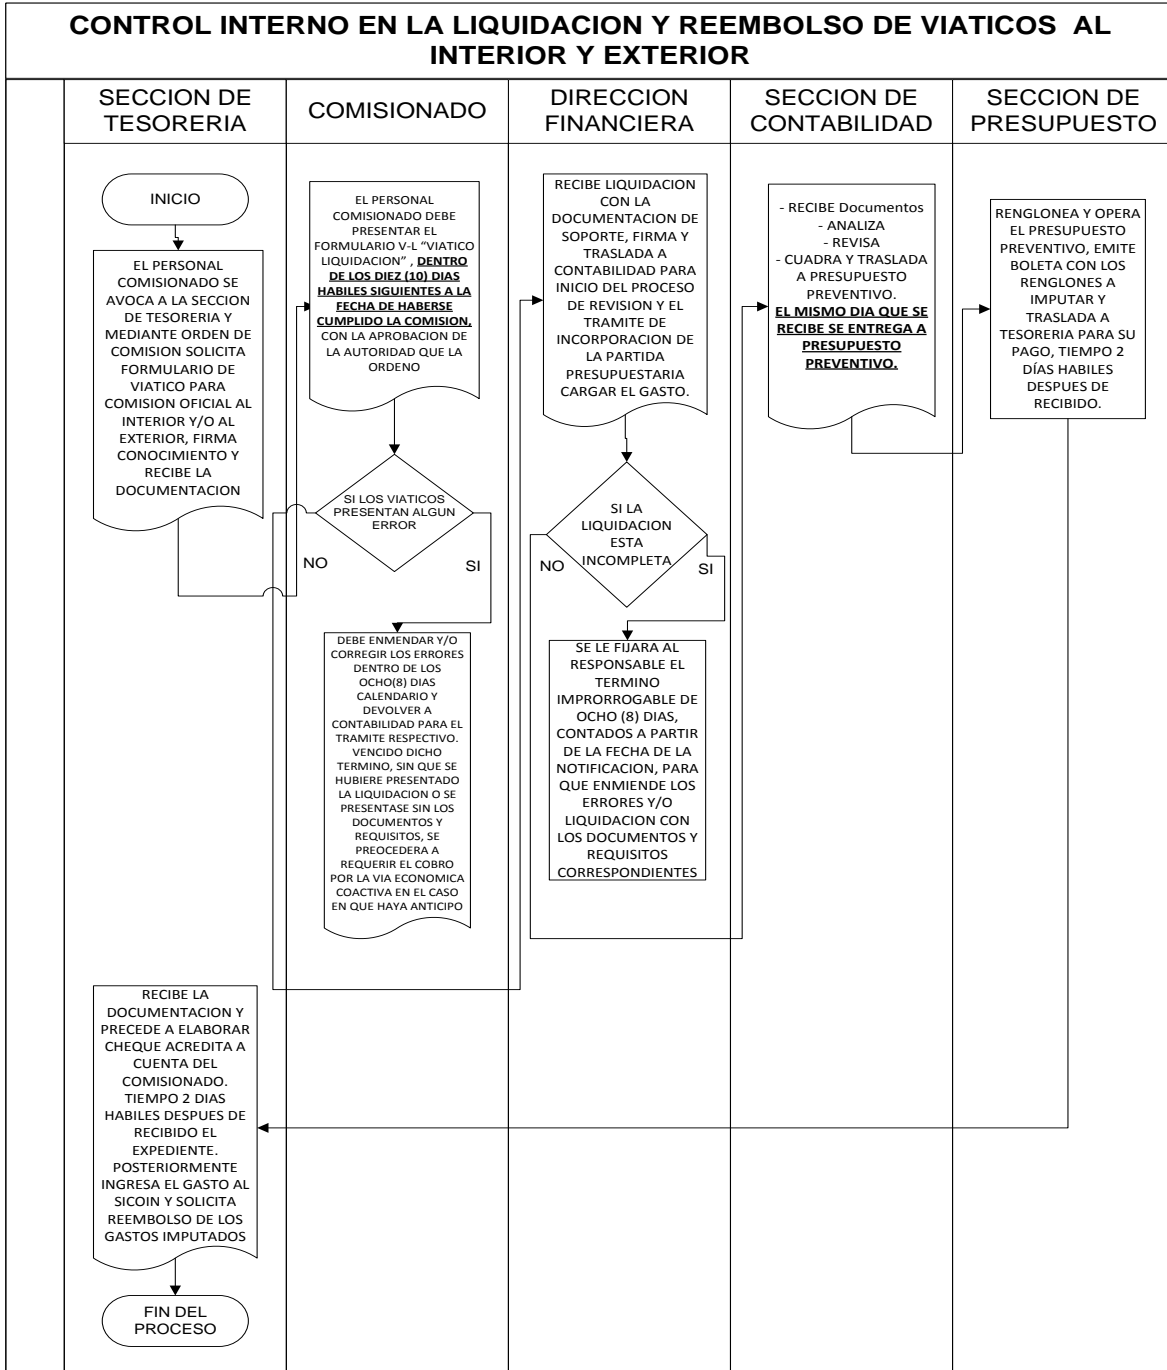 CONTROL INTERNO EN LA LIQUIDACION Y REEMBOLSO DE VIATICOS AL
INTERIOR Y EXTERIOR
SECCION DE
TESORERIA
COMISIONADO
DIRECCION
FINANCIERA
SECCION DE
CONTABILIDAD
SECCION DE
PRESUPUESTO
INICIO
EL PERSONAL
COMISIONADO SE
AVOCA A LA SECCION
DE TESORERIA Y
MEDIANTE ORDEN DE
COMISION SOLICITA
FORMULARIO DE
VIATICO PARA
COMISION OFICIAL AL
INTERIOR Y/O AL
EXTERIOR, FIRMA
CONOCIMIENTO Y
RECIBE LA
DOCUMENTACION
EL PERSONAL
COMISIONADO DEBE
PRESENTAR EL
FORMULARIO V-L “VIATICO
LIQUIDACION” , DENTRO
DE LOS DIEZ (10) DIAS
HABILES SIGUIENTES A LA
FECHA DE HABERSE
CUMPLIDO LA COMISION,
CON LA APROBACION DE
LA AUTORIDAD QUE LA
ORDENO
SI LOS VIATICOS
PRESENTAN ALGUN
ERROR
NO
SI
DEBE ENMENDAR Y/O
CORREGIR LOS ERRORES
DENTRO DE LOS
OCHO(8) DIAS
CALENDARIO Y
DEVOLVER A
CONTABILIDAD PARA EL
TRAMITE RESPECTIVO.
VENCIDO DICHO
TERMINO, SIN QUE SE
HUBIERE PRESENTADO
LA LIQUIDACION O SE
PRESENTASE SIN LOS
DOCUMENTOS Y
REQUISITOS, SE
PREOCEDERA A
REQUERIR EL COBRO
POR LA VIA ECONOMICA
COACTIVA EN EL CASO
EN QUE HAYA ANTICIPO
RECIBE LIQUIDACION
CON LA
DOCUMENTACION DE
SOPORTE, FIRMA Y
TRASLADA A
CONTABILIDAD PARA
INICIO DEL PROCESO
DE REVISION Y EL
TRAMITE DE
INCORPORACION DE
LA PARTIDA
PRESUPUESTARIA
CARGAR EL GASTO.
SI LA
LIQUIDACION
ESTA
INCOMPLETA
NO
SI
SE LE FIJARA AL
RESPONSABLE EL
TERMINO
IMPRORROGABLE DE
OCHO (8) DIAS,
CONTADOS A PARTIR
DE LA FECHA DE LA
NOTIFICACION, PARA
QUE ENMIENDE LOS
ERRORES Y/O
LIQUIDACION CON
LOS DOCUMENTOS Y
REQUISITOS
CORRESPONDIENTES
- RECIBE Documentos
- ANALIZA
- REVISA
- CUADRA Y TRASLADA
A PRESUPUESTO
PREVENTIVO.
EL MISMO DIA QUE SE
RECIBE SE ENTREGA A
PRESUPUESTO
PREVENTIVO.
RENGLONEA Y OPERA
EL PRESUPUESTO
PREVENTIVO, EMITE
BOLETA CON LOS
RENGLONES A
IMPUTAR Y
TRASLADA A
TESORERIA PARA SU
PAGO, TIEMPO 2
DÍAS HABILES
DESPUES DE
RECIBIDO.
RECIBE LA
DOCUMENTACION Y
PRECEDE A ELABORAR
CHEQUE ACREDITA A
CUENTA DEL
COMISIONADO.
TIEMPO 2 DIAS
HABILES DESPUES DE
RECIBIDO EL
EXPEDIENTE.
POSTERIORMENTE
INGRESA EL GASTO AL
SICOIN Y SOLICITA
REEMBOLSO DE LOS
GASTOS IMPUTADOS
FIN DEL
PROCESO